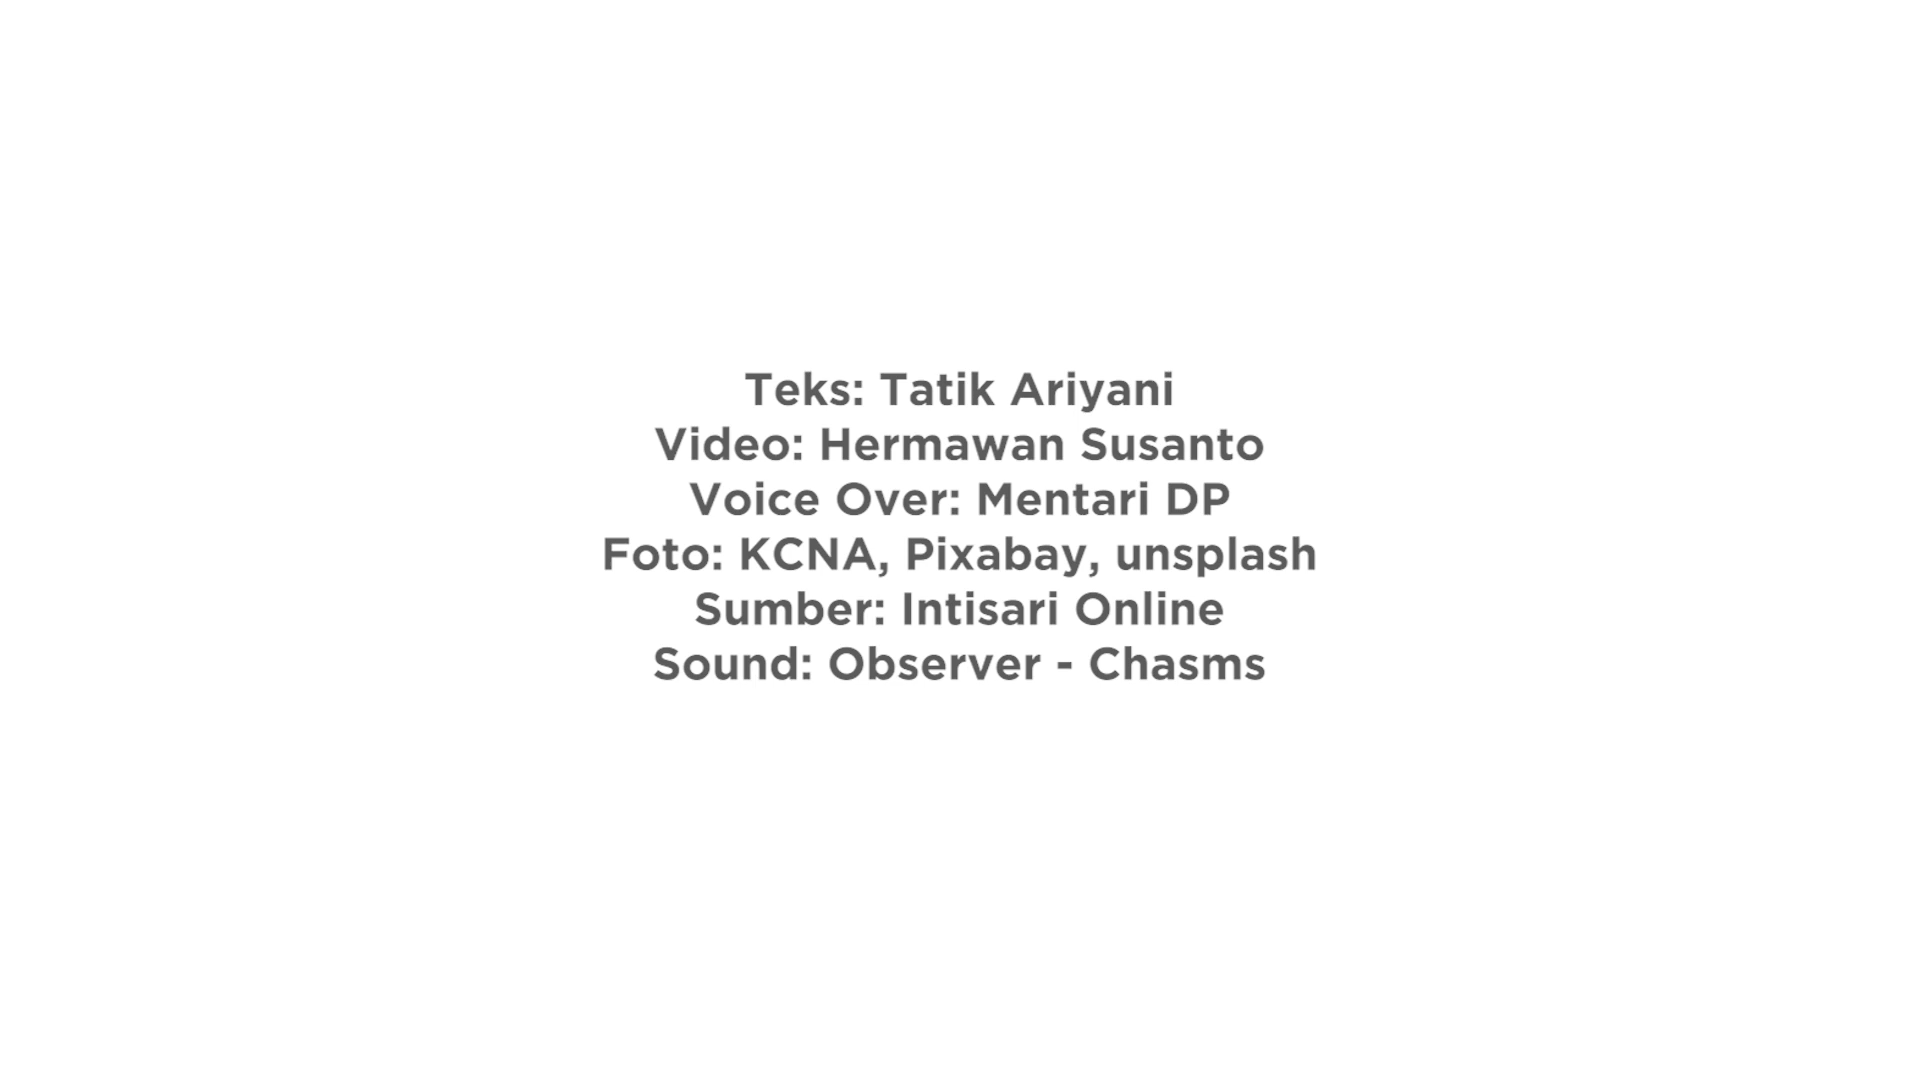 Teks: Tatik Ariyani
Video: Hermawan Susanto
Voice Over: Mentari DP
Foto: KCNA, Pixabay, unsplash
Sumber: Intisari Online
Sound: Observer - Chasms